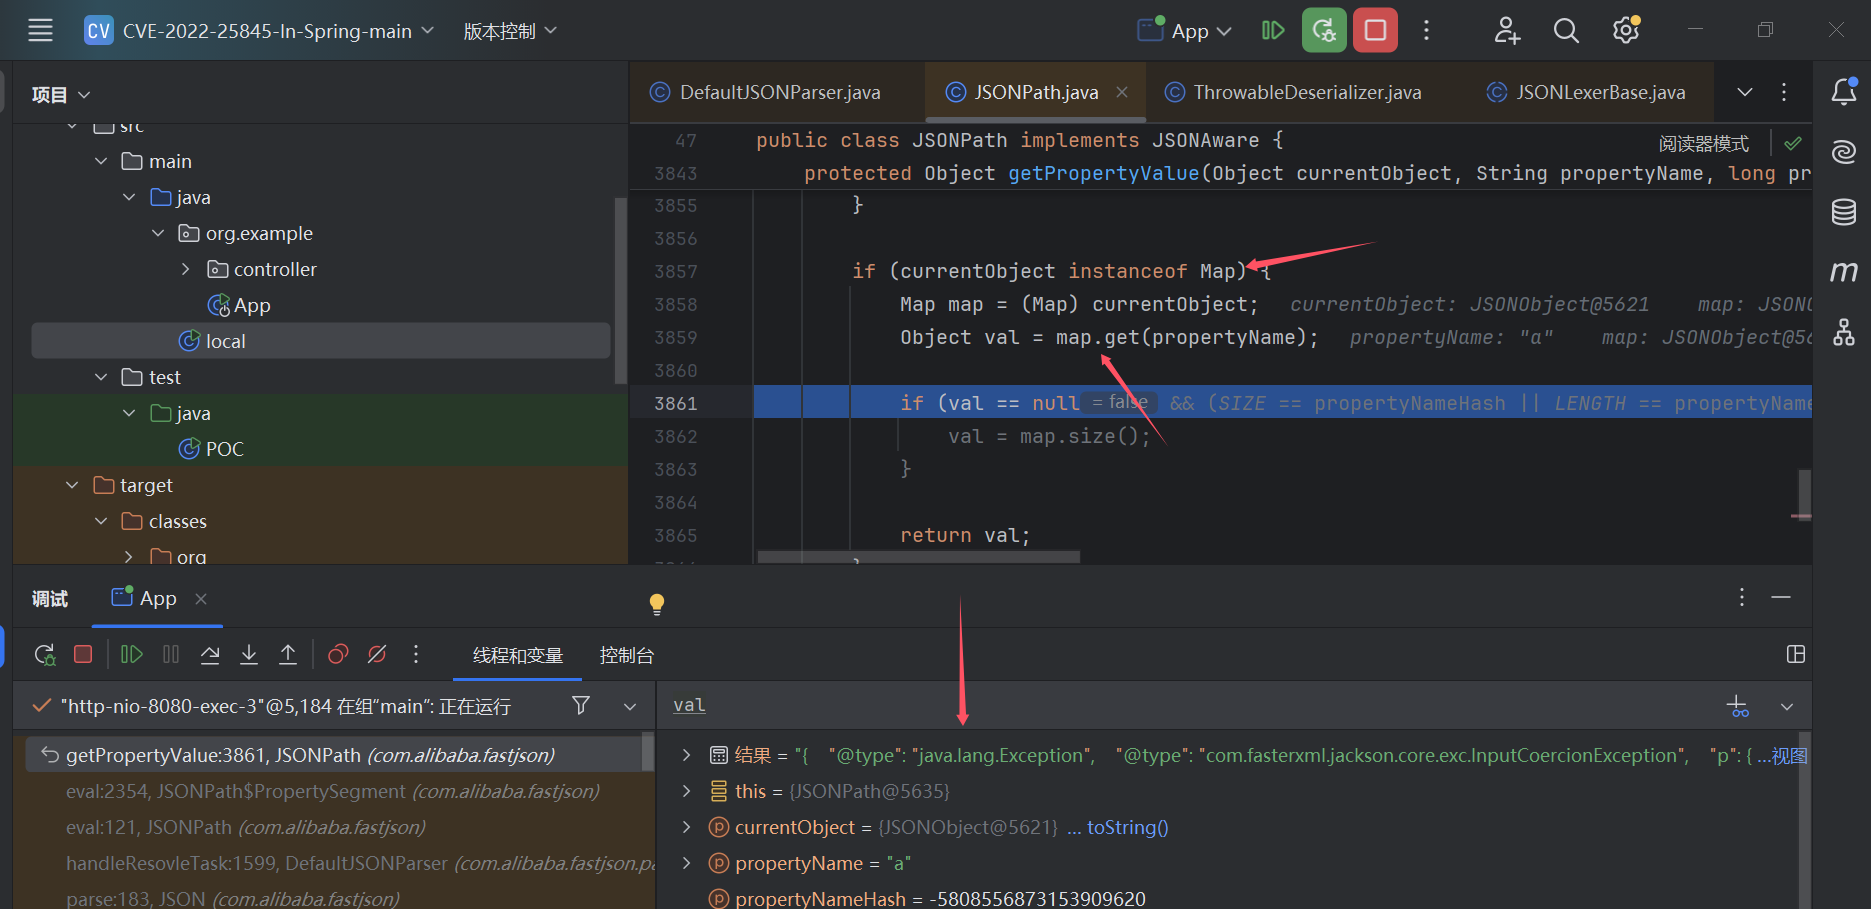 CV CVE-2022-25845-In-Spring-main 版本控制 App
项目
DefaultJSONParser.java JSONPath.java ThrowableDeserializer.java JSONLexerBase.java
src
main
java
org.example
controller
App
local
test
java
POC
target
classes
org
阅读器模式
47 public class JSONPath implements JSONAware {
3843 protected Object getPropertyValue(Object currentObject, String propertyName, long pr
3855 }
3856
3857 if (currentObject instanceof Map) {
3858 Map map = (Map) currentObject; currentObject: JSONObject@5621 map: JSONO
3859 Object val = map.get(propertyName); propertyName: "a" map: JSONObject@56
3860
3861 if (val == null = false && (SIZE == propertyNameHash || LENGTH == propertyName
3862 val = map.size();
3863 }
3864
3865 return val;
调试 App
线程和变量 控制台
"http-nio-8080-exec-3"@5,184 在组“main”: 正在运行
getPropertyValue:3861, JSONPath (com.alibaba.fastjson)
eval:2354, JSONPath$PropertySegment (com.alibaba.fastjson)
eval:121, JSONPath (com.alibaba.fastjson)
handleResovleTask:1599, DefaultJSONParser (com.alibaba.fastjson.pa
parse:183, JSON (com.alibaba.fastjson)
val
结果 = "{ "@type": "java.lang.Exception", "@type": "com.fasterxml.jackson.core.exc.InputCoercionException", "p": { ...视图
this = {JSONPath@5635}
currentObject = {JSONObject@5621} ... toString()
propertyName = "a"
propertyNameHash = -5808556873153909620